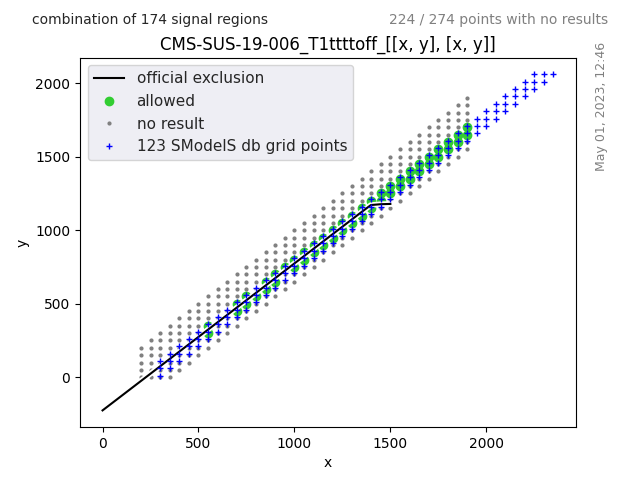 combination of 174 signal regions
224 / 274 points with no results
CMS-SUS-19-006_T1ttttoff_[[x, y], [x, y]]
official exclusion
allowed
no result
123 SModelS db grid points
May 01, 2023, 12:46
y
2000
1500
1000
500
0
0 500 1000 1500 2000
x